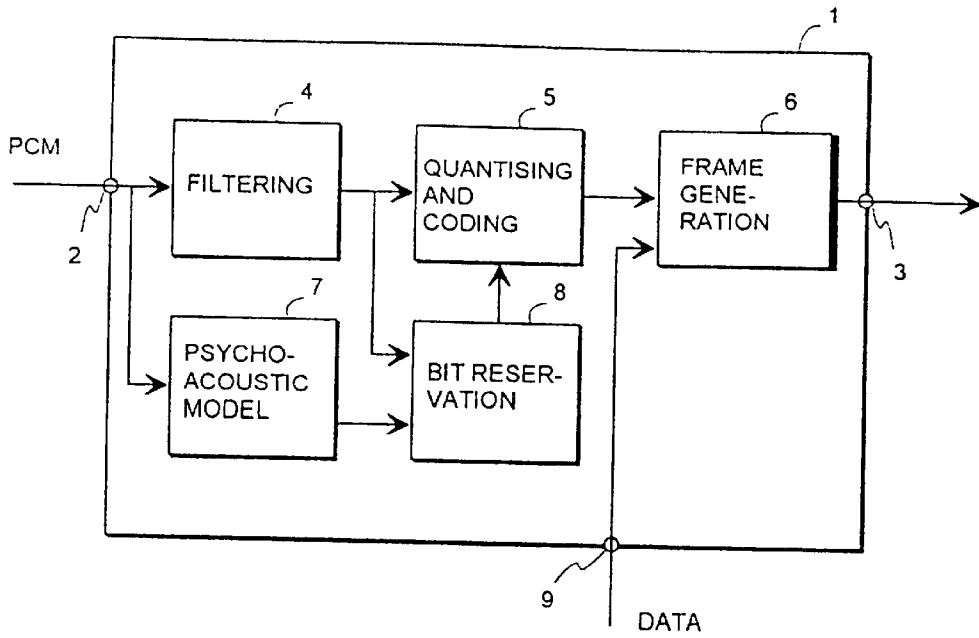 1
4
5
6
PCM
FILTERING
QUANTISING
AND
CODING
FRAME
GENE-
RATION
2
3
7
8
PSYCHO-
ACOUSTIC
MODEL
BIT RESER-
VATION
9
DATA